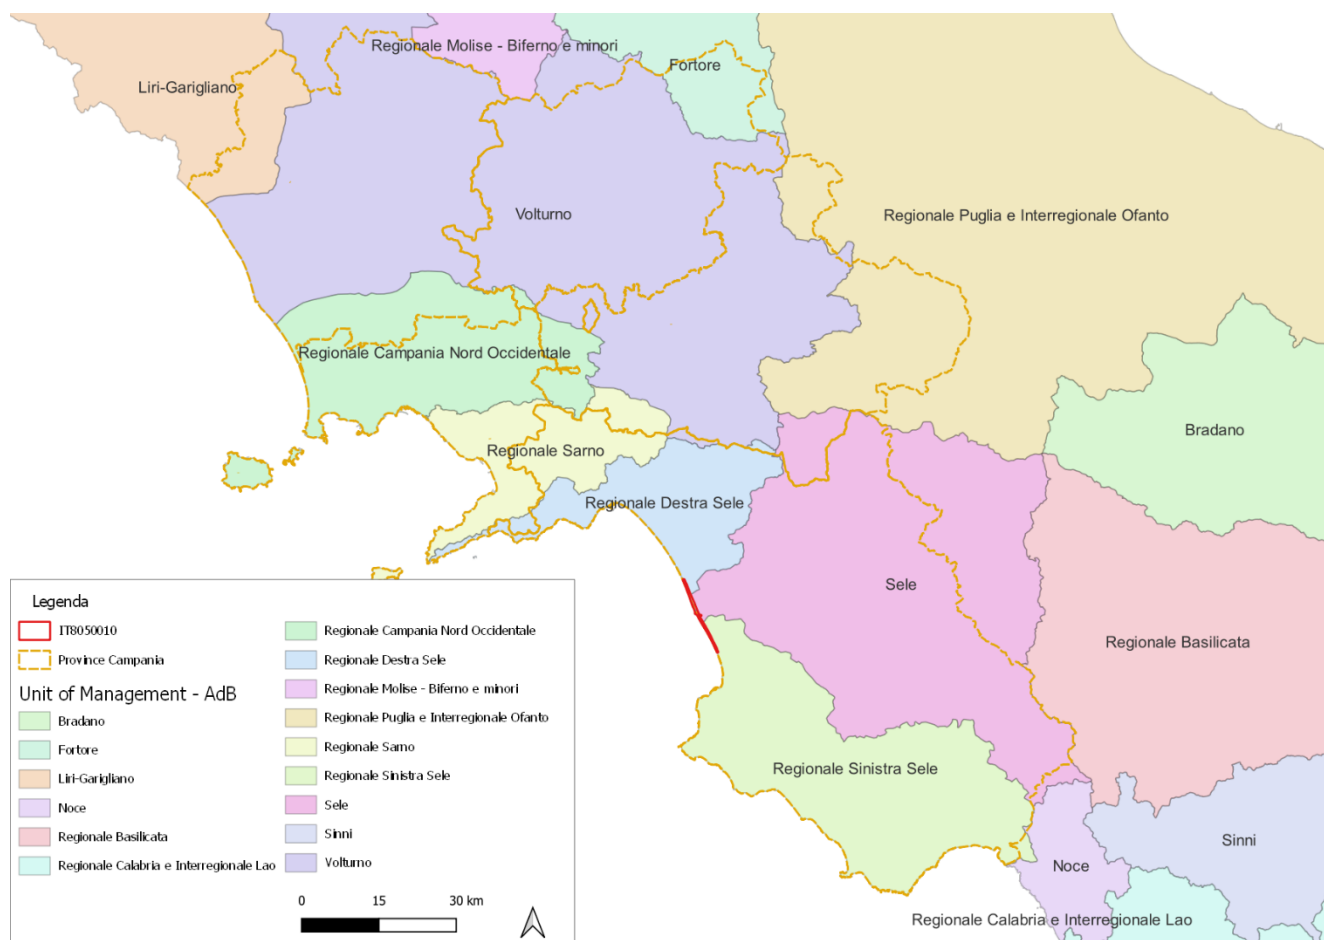 Regionale Molise - Biferno e minori
Fortore
Liri-Garigliano
Volturno
Regionale Puglia e Interregionale Ofanto
Regionale Campania Nord Occidentale
Bradano
Regionale Sarno
Regionale Destra Sele
Sele
Regionale Basilicata
Regionale Sinistra Sele
Sinni
Noce
Regionale Calabria e Interregionale Lao
Legenda
IT8050010
Province Campania
Unit of Management - AdB
Bradano
Fortore
Liri-Garigliano
Noce
Regionale Basilicata
Regionale Calabria e Interregionale Lao
Regionale Campania Nord Occidentale
Regionale Destra Sele
Regionale Molise - Biferno e minori
Regionale Puglia e Interregionale Ofanto
Regionale Sarno
Regionale Sinistra Sele
Sele
Sinni
Volturno
0 15 30 km